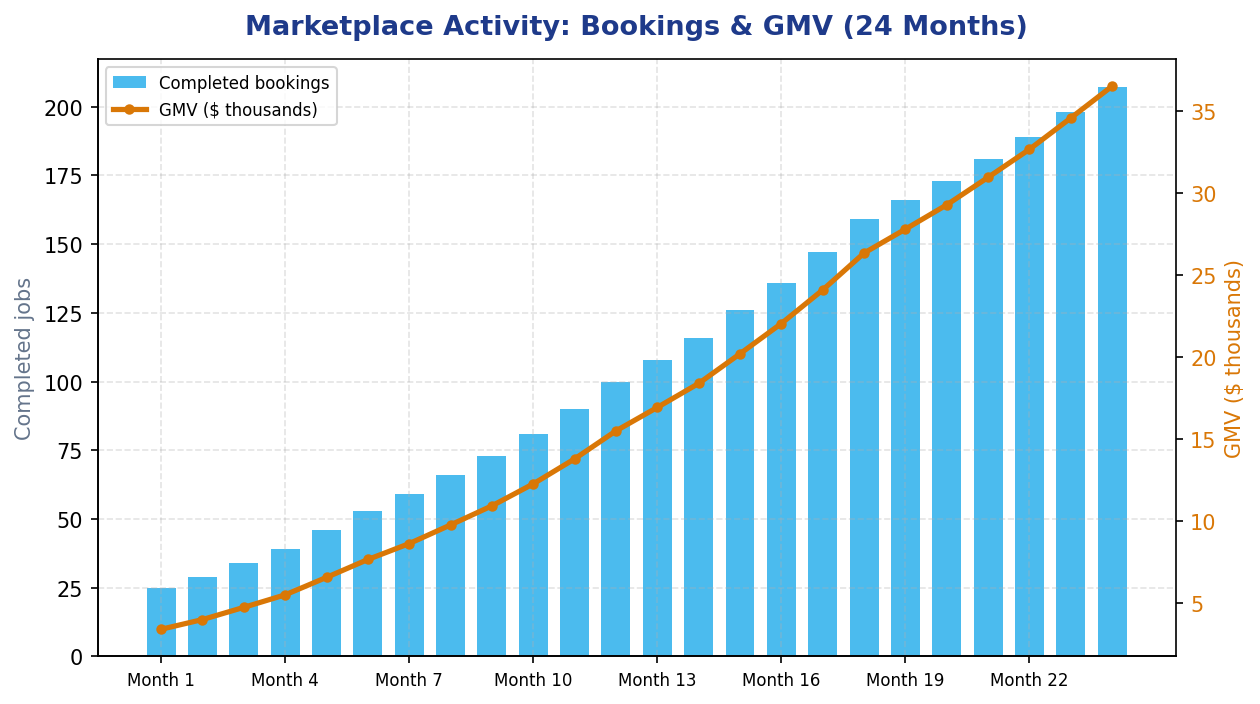 Marketplace Activity: Bookings & GMV (24 Months)
Completed bookings
GMV ($ thousands)
Completed jobs
200
175
150
125
100
75
50
25
0
35
30
25
20
15
10
5
GMV ($ thousands)
Month 1
Month 4
Month 7
Month 10
Month 13
Month 16
Month 19
Month 22